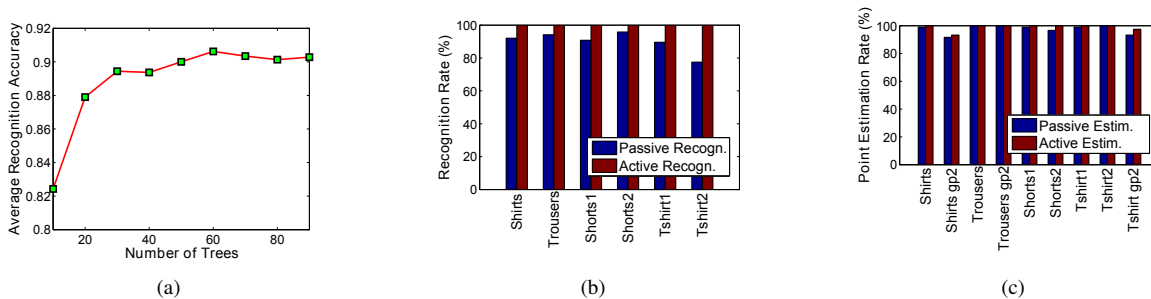 0.92
0.9
0.88
0.86
0.84
0.82
0.8
20
40
60
80
Average Recognition Accuracy
Number of Trees
(a)
100
80
60
40
20
0
Recognition Rate (%)
Passive Recogn.
Active Recogn.
Shirts
Trousers
Shorts1
Shorts2
Tshirt1
Tshirt2
(b)
100
80
60
40
20
0
Point Estimation Rate (%)
Passive Estim.
Active Estim.
Shirts
Shirts gp2
Trousers
Trousers gp2
Shorts1
Shorts2
Tshirt1
Tshirt2
Tshirt gp2
(c)